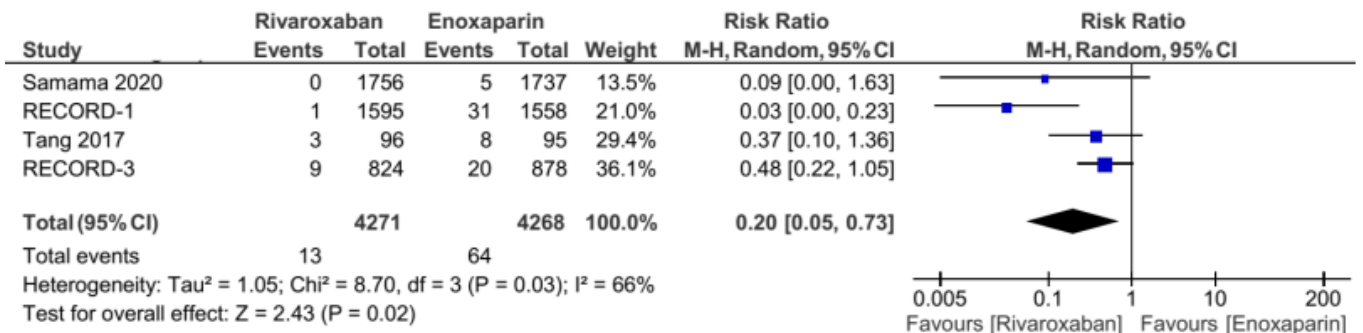 Rivaroxaban Enoxaparin Risk Ratio Risk Ratio
Study Events Total Events Total Weight M-H, Random, 95% CI M-H, Random, 95% CI
Samama 2020 0 1756 5 1737 13.5% 0.09 [0.00, 1.63]
RECORD-1 1 1595 31 1558 21.0% 0.03 [0.00, 0.23]
Tang 2017 3 96 8 95 29.4% 0.37 [0.10, 1.36]
RECORD-3 9 824 20 878 36.1% 0.48 [0.22, 1.05]
Total (95% CI) 4271 4268 100.0% 0.20 [0.05, 0.73]
Total events 13 64
Heterogeneity: Tau² = 1.05; Chi² = 8.70, df = 3 (P = 0.03); I² = 66%
Test for overall effect: Z = 2.43 (P = 0.02)
0.005 0.1 1 10 200
Favours [Rivaroxaban] Favours [Enoxaparin]